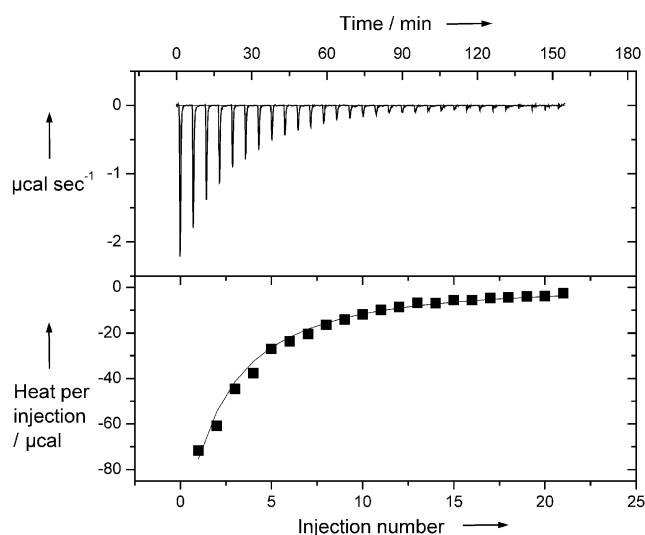 Time / min
0 30 60 90 120 150 180
0
-1
-2
µcal sec-1
0
-20
-40
-60
-80
Heat per
injection
/ µcal
0 5 10 15 20 25
Injection number